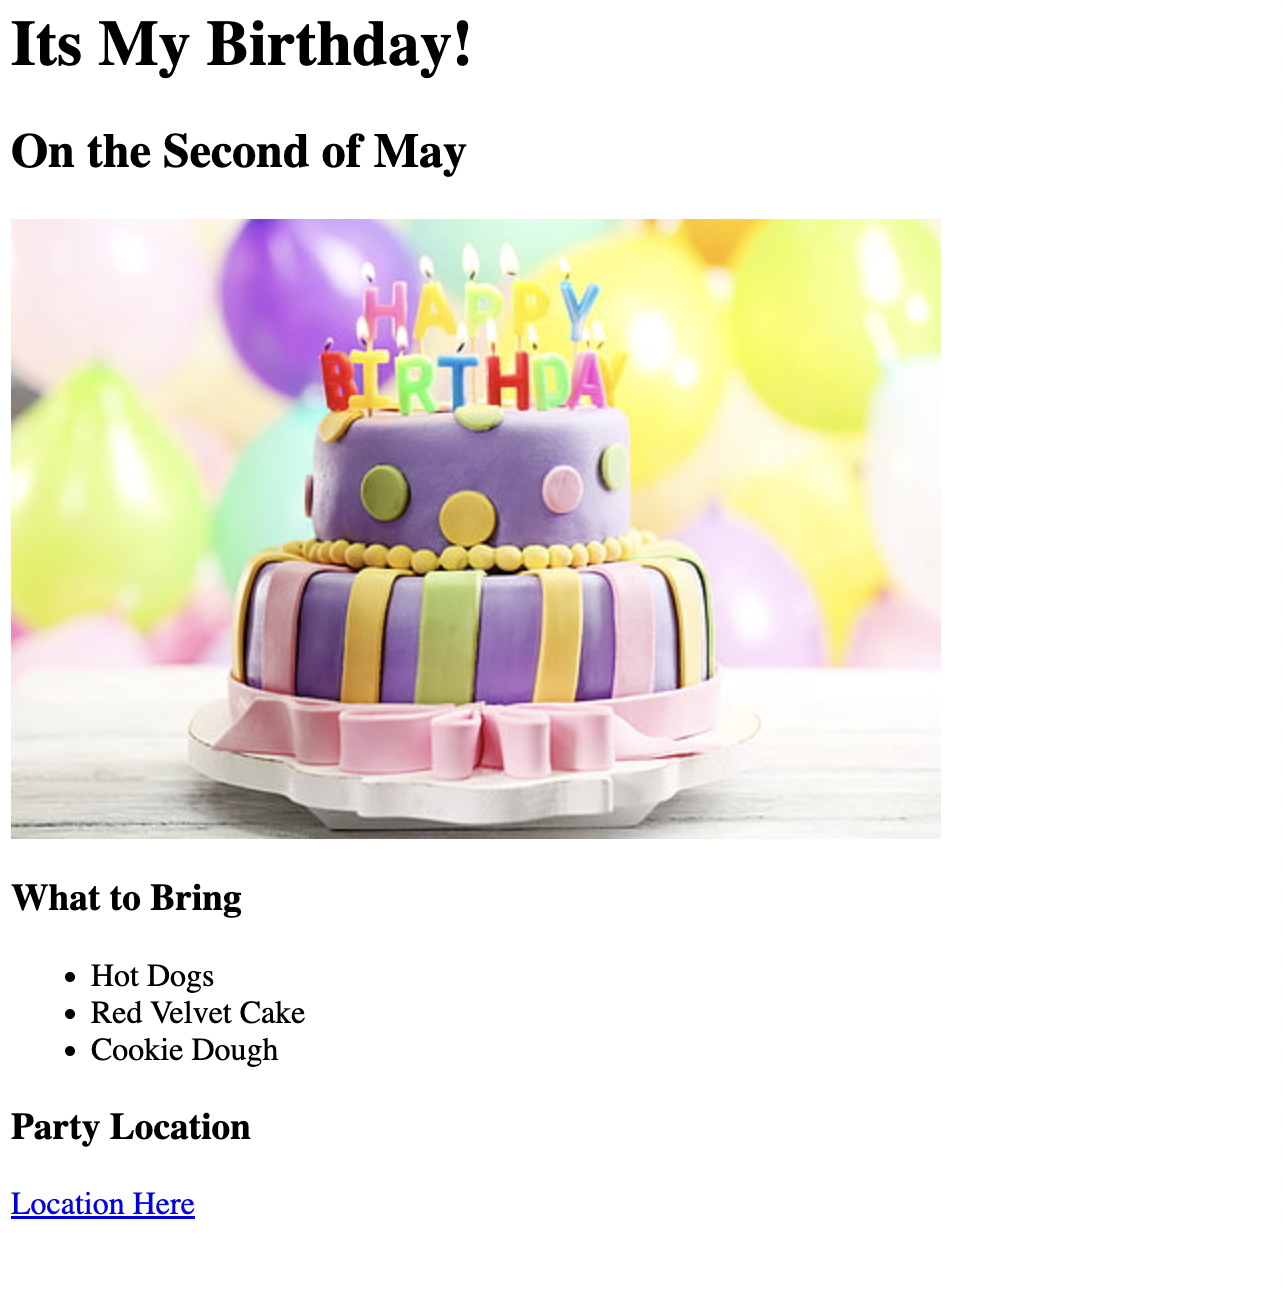 Its My Birthday!
On the Second of May
HAPPY
BIRTHDAY
What to Bring
Hot Dogs
Red Velvet Cake
Cookie Dough
Party Location
Location Here